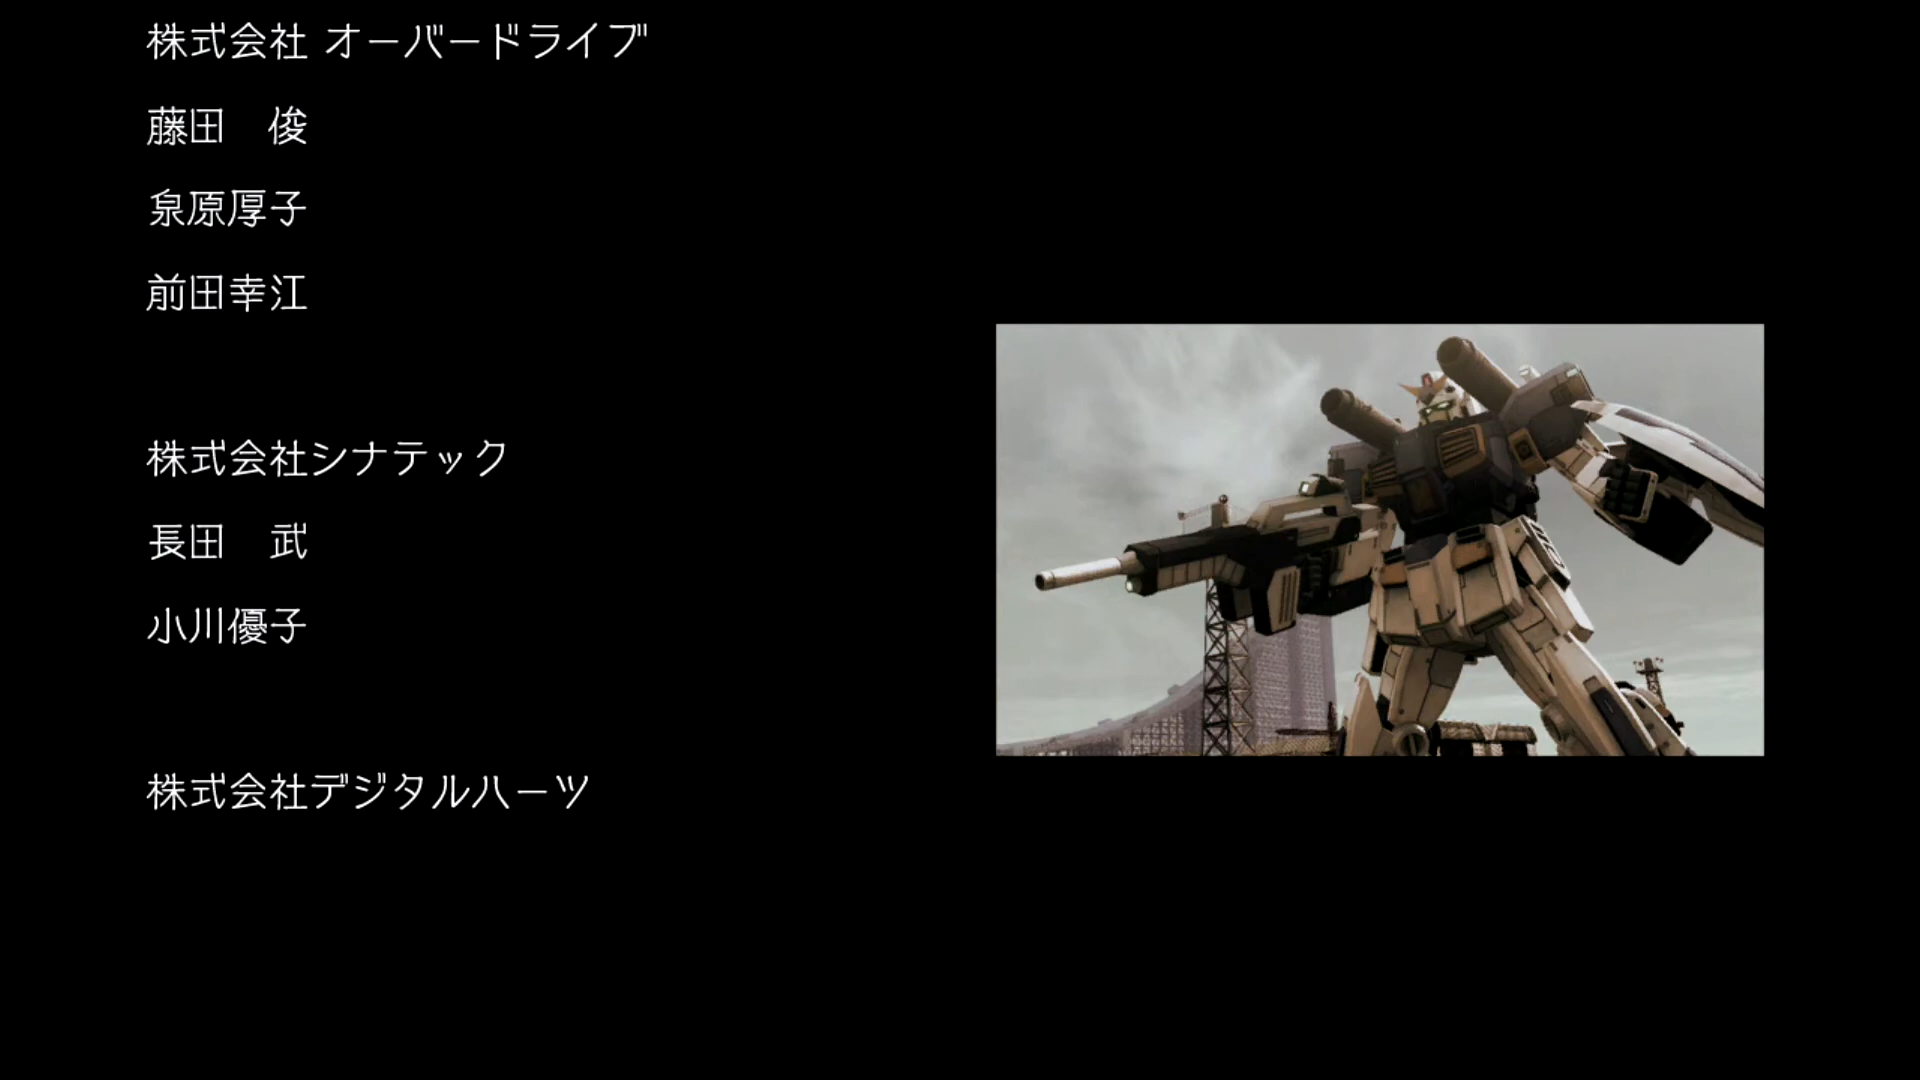 株式会社 オーバードライブ
藤田　俊
泉原厚子
前田幸江
株式会社シナテック
長田　武
小川優子
株式会社デジタルハーツ